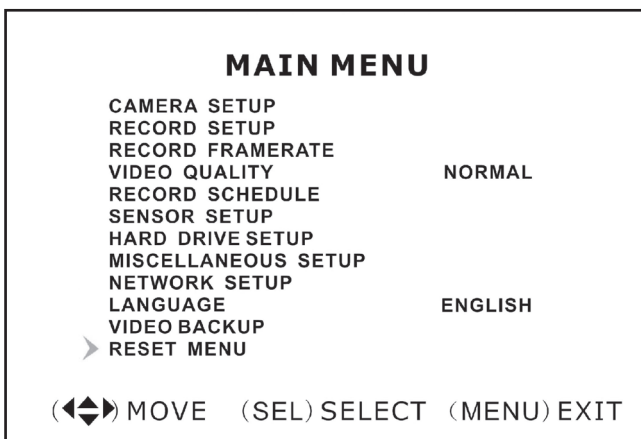 MAIN MENU
CAMERA SETUP
RECORD SETUP
RECORD FRAMERATE
VIDEO QUALITY NORMAL
RECORD SCHEDULE
SENSOR SETUP
HARD DRIVE SETUP
MISCELLANEOUS SETUP
NETWORK SETUP
LANGUAGE ENGLISH
VIDEO BACKUP
RESET MENU
(◀▲▼▶) MOVE (SEL) SELECT (MENU) EXIT